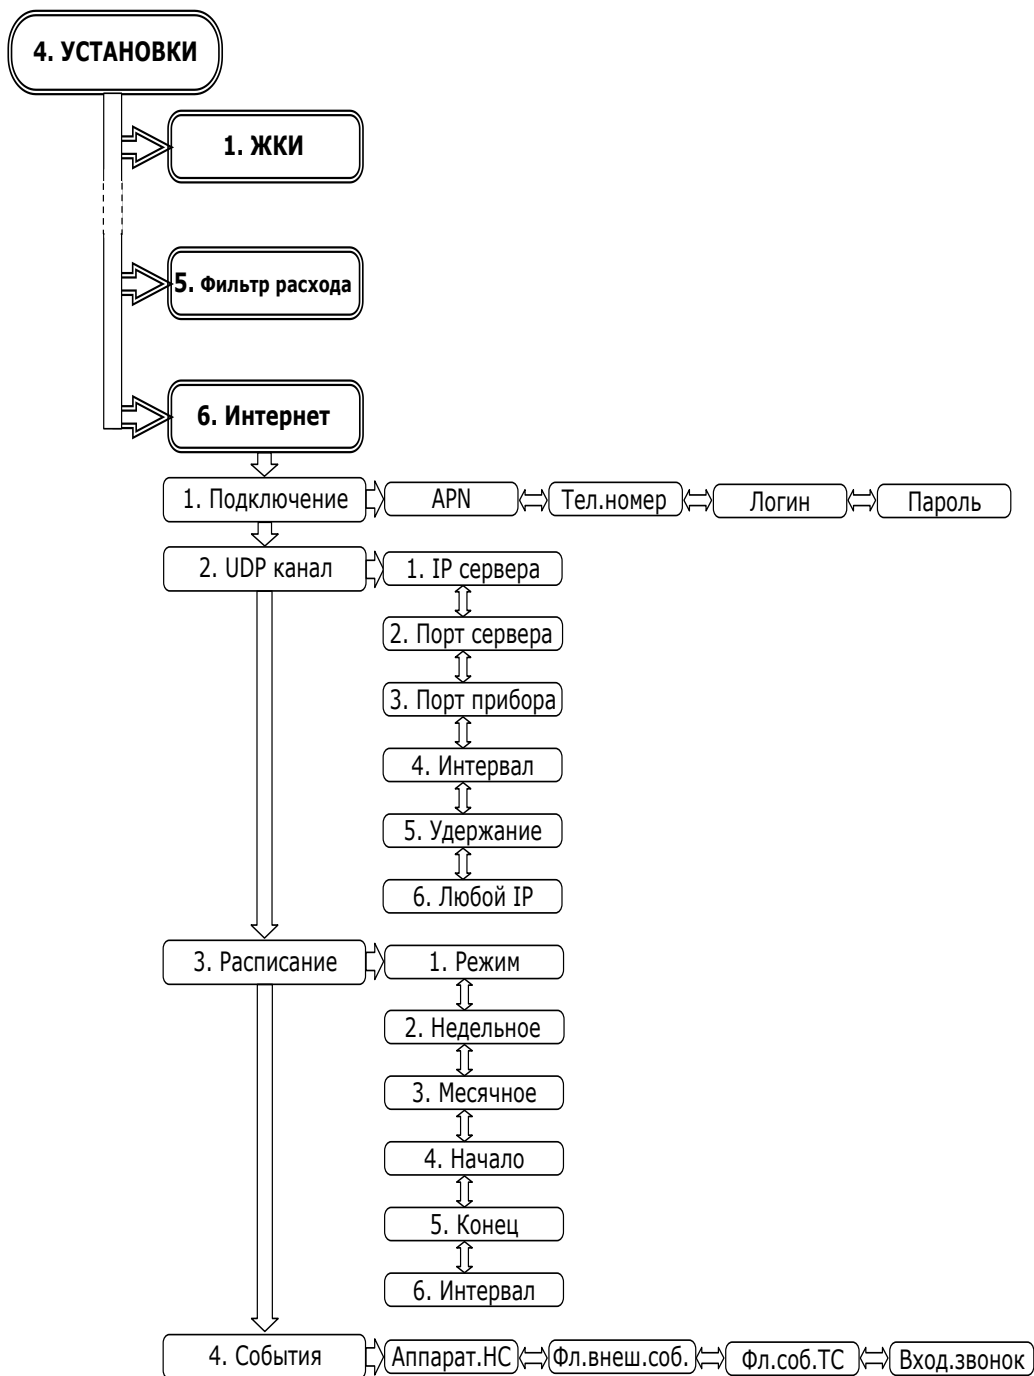 4. УСТАНОВКИ
1. ЖКИ
5. Фильтр расхода
6. Интернет
1. Подключение
APN
Тел.номер
Логин
Пароль
2. UDP канал
1. IP сервера
2. Порт сервера
3. Порт прибора
4. Интервал
5. Удержание
6. Любой IP
3. Расписание
1. Режим
2. Недельное
3. Месячное
4. Начало
5. Конец
6. Интервал
4. События
Аппарат.НС
Фл.внеш.соб.
Фл.соб.ТС
Вход.звонок